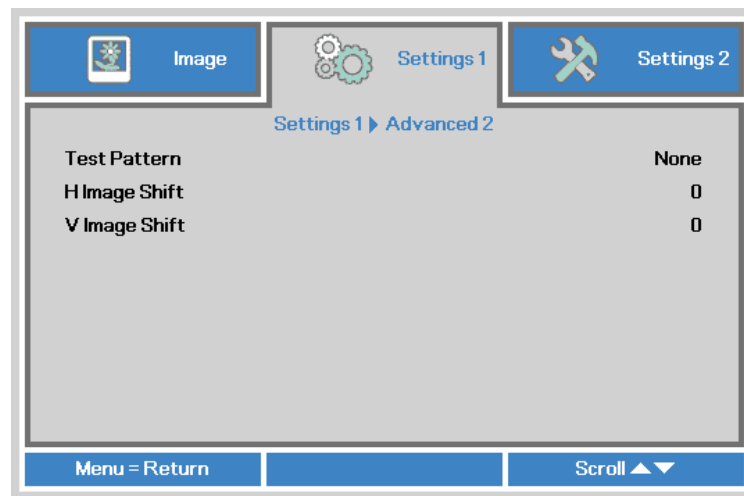 Image
Settings 1
Settings 2
Settings 1 ▶ Advanced 2
Test Pattern None
H Image Shift 0
V Image Shift 0
Menu = Return
Scroll ▲▼